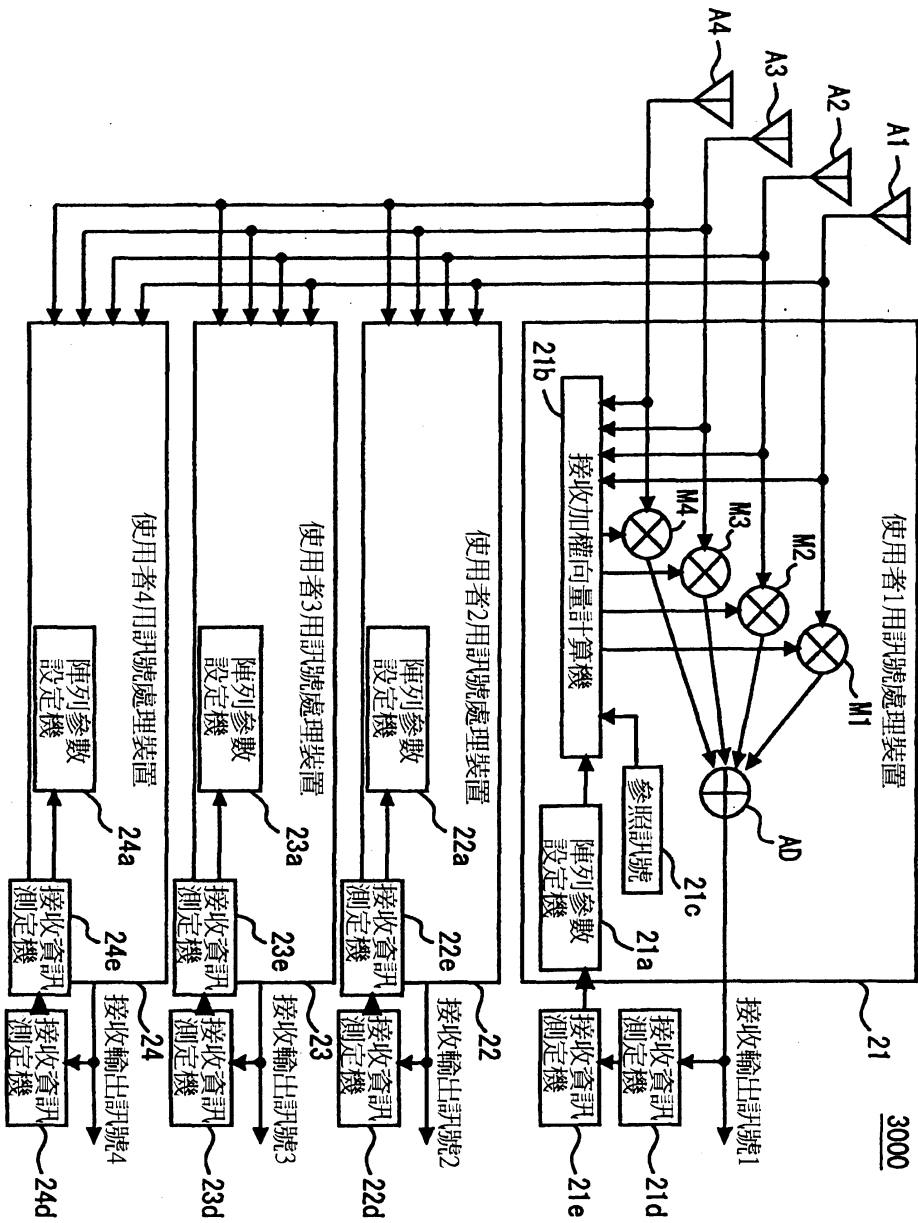 3000
A1
A2
A3
A4
使用者1用訊號處理裝置
21
M1
M2
M3
M4
AD
21b
接收加權向量計算機
參照訊號
21c
陣列參數
設定機
21a
接收輸出訊號1
接收資訊
測定機
21d
接收資訊
測定機
21e
使用者2用訊號處理裝置
22
陣列參數
設定機
22a
接收資訊
測定機
22e
接收輸出訊號2
接收資訊
測定機
22d
使用者3用訊號處理裝置
23
陣列參數
設定機
23a
接收資訊
測定機
23e
接收輸出訊號3
接收資訊
測定機
23d
使用者4用訊號處理裝置
24
陣列參數
設定機
24a
接收資訊
測定機
24e
接收輸出訊號4
接收資訊
測定機
24d